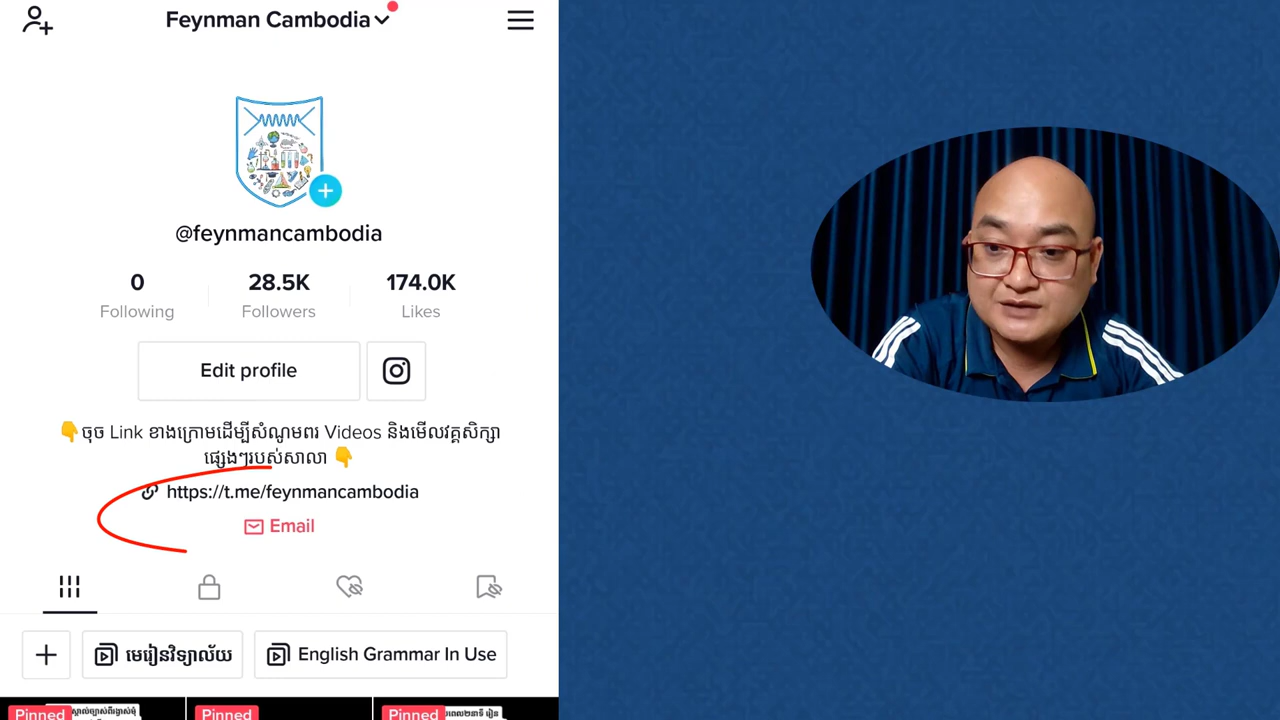 Feynman Cambodia
@feynmancambodia
0
Following
28.5K
Followers
174.0K
Likes
Edit profile
👇ចុច Link ខាងក្រោមដើម្បីសំណូមពរ Videos និងមើលវគ្គសិក្សា
ផ្សេងៗរបស់សាលា 👇
https://t.me/feynmancambodia
Email
មេរៀនវិទ្យាល័យ
English Grammar In Use
Pinned
Pinned
Pinned